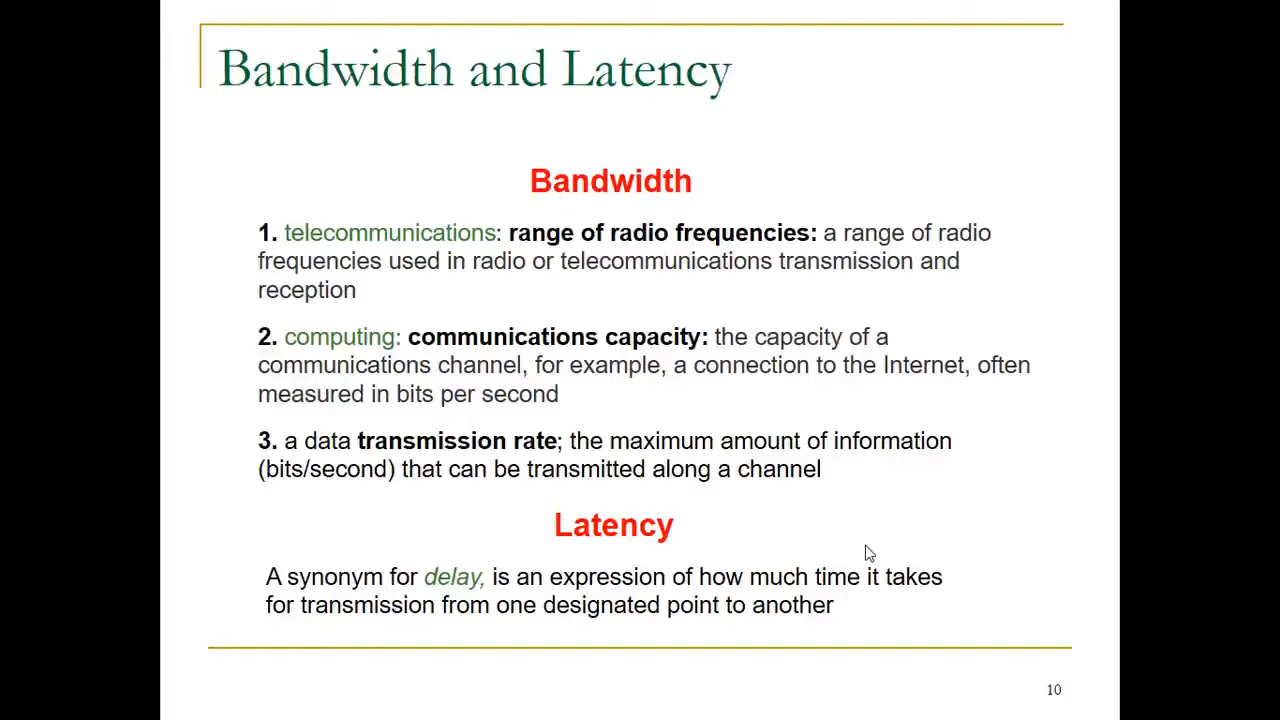 Bandwidth and Latency
Bandwidth
1. telecommunications: range of radio frequencies: a range of radio
frequencies used in radio or telecommunications transmission and
reception
2. computing: communications capacity: the capacity of a
communications channel, for example, a connection to the Internet, often
measured in bits per second
3. a data transmission rate; the maximum amount of information
(bits/second) that can be transmitted along a channel
Latency
A synonym for delay, is an expression of how much time it takes
for transmission from one designated point to another
10